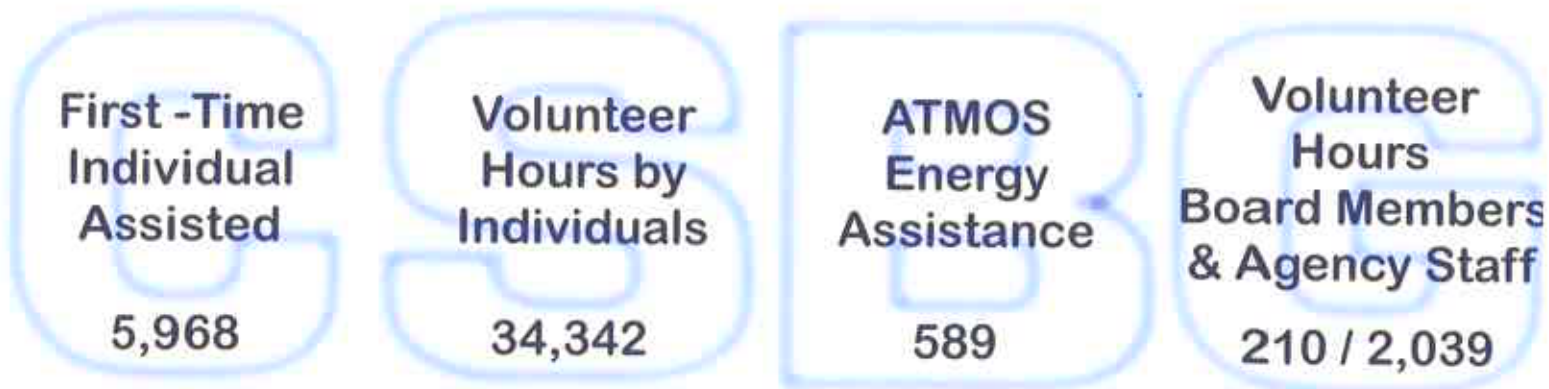 C S B G
First -Time
Individual
Assisted
5,968
Volunteer
Hours by
Individuals
34,342
ATMOS
Energy
Assistance
589
Volunteer
Hours
Board Members
& Agency Staff
210 / 2,039